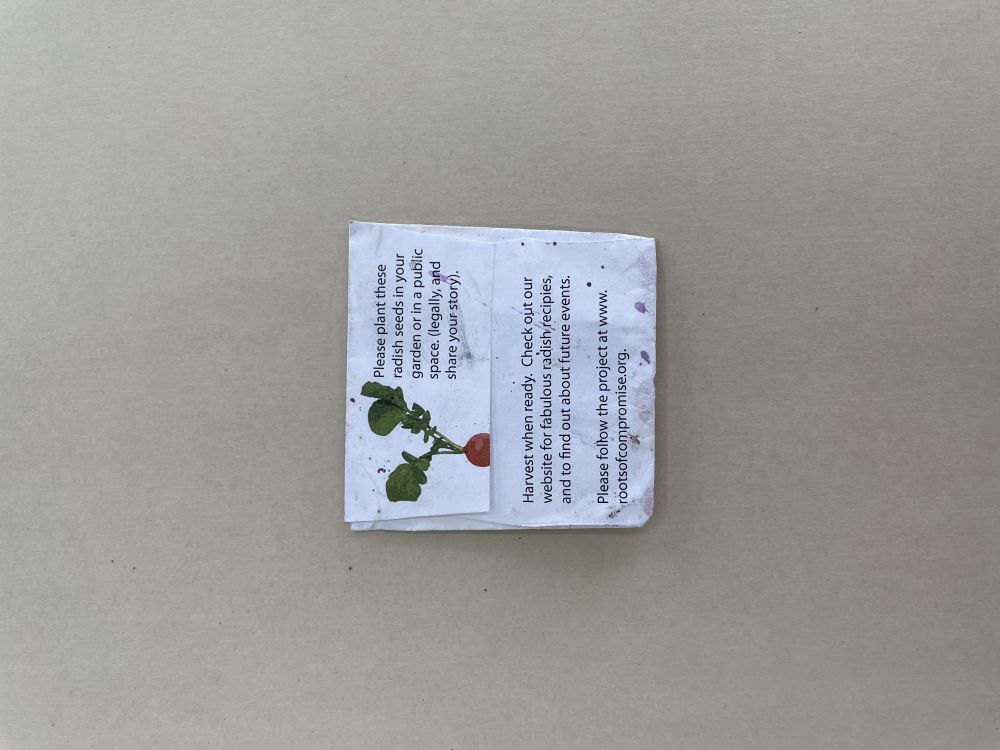 Please plant these
radish seeds in your
garden or in a public
space. (legally, and
share your story).
Harvest when ready. Check out our
website for fabulous radish recipies,
and to find out about future events.
Please follow the project at www.
rootsofcompromise.org.